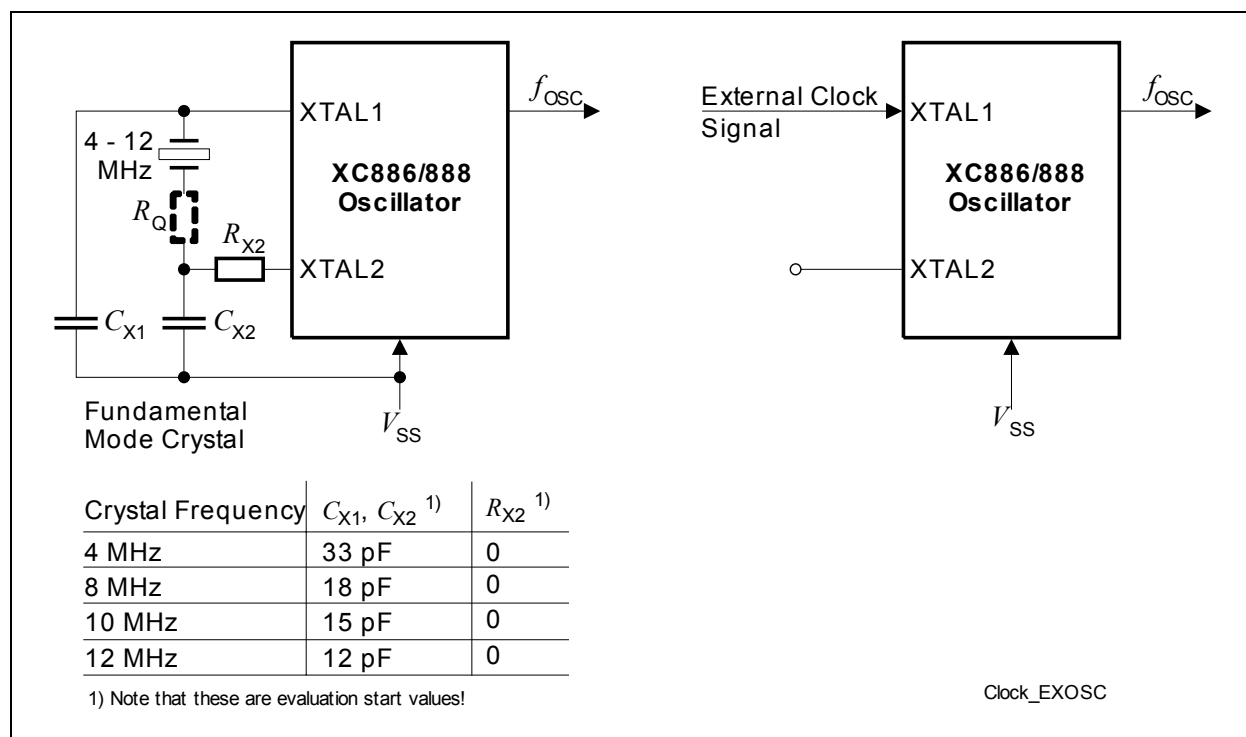 4 - 12
MHz
R_Q
R_X2
C_X1
C_X2
XTAL1
XC886/888
Oscillator
XTAL2
f_OSC
V_SS
Fundamental
Mode Crystal
External Clock
Signal
XTAL1
XC886/888
Oscillator
XTAL2
f_OSC
V_SS
Crystal Frequency C_X1, C_X2 1) R_X2 1)
4 MHz 33 pF 0
8 MHz 18 pF 0
10 MHz 15 pF 0
12 MHz 12 pF 0
1) Note that these are evaluation start values!
Clock_EXOSC